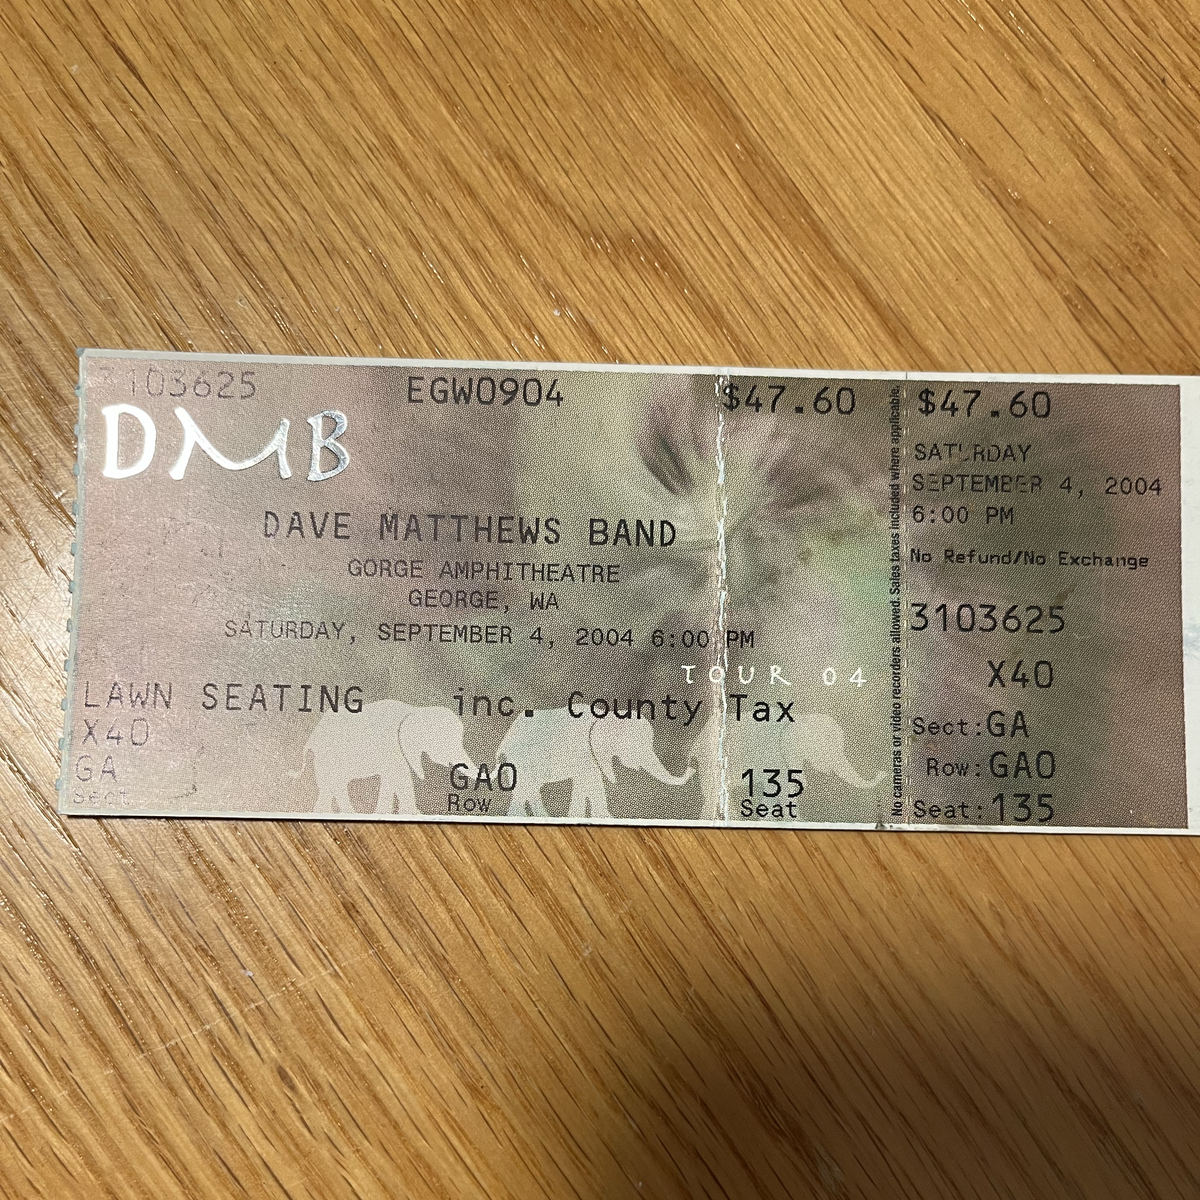 3103625 EGW0904 $47.60
DMB
DAVE MATTHEWS BAND
GORGE AMPHITHEATRE
GEORGE, WA
SATURDAY, SEPTEMBER 4, 2004 6:00 PM
TOUR 04
LAWN SEATING inc. County Tax
X40
GA GA0 135
Sect Row Seat
No cameras or video recorders allowed. Sales taxes included where applicable.
$47.60
SATURDAY
SEPTEMBER 4, 2004
6:00 PM
No Refund/No Exchange
3103625
X40
Sect:GA
Row:GA0
Seat:135